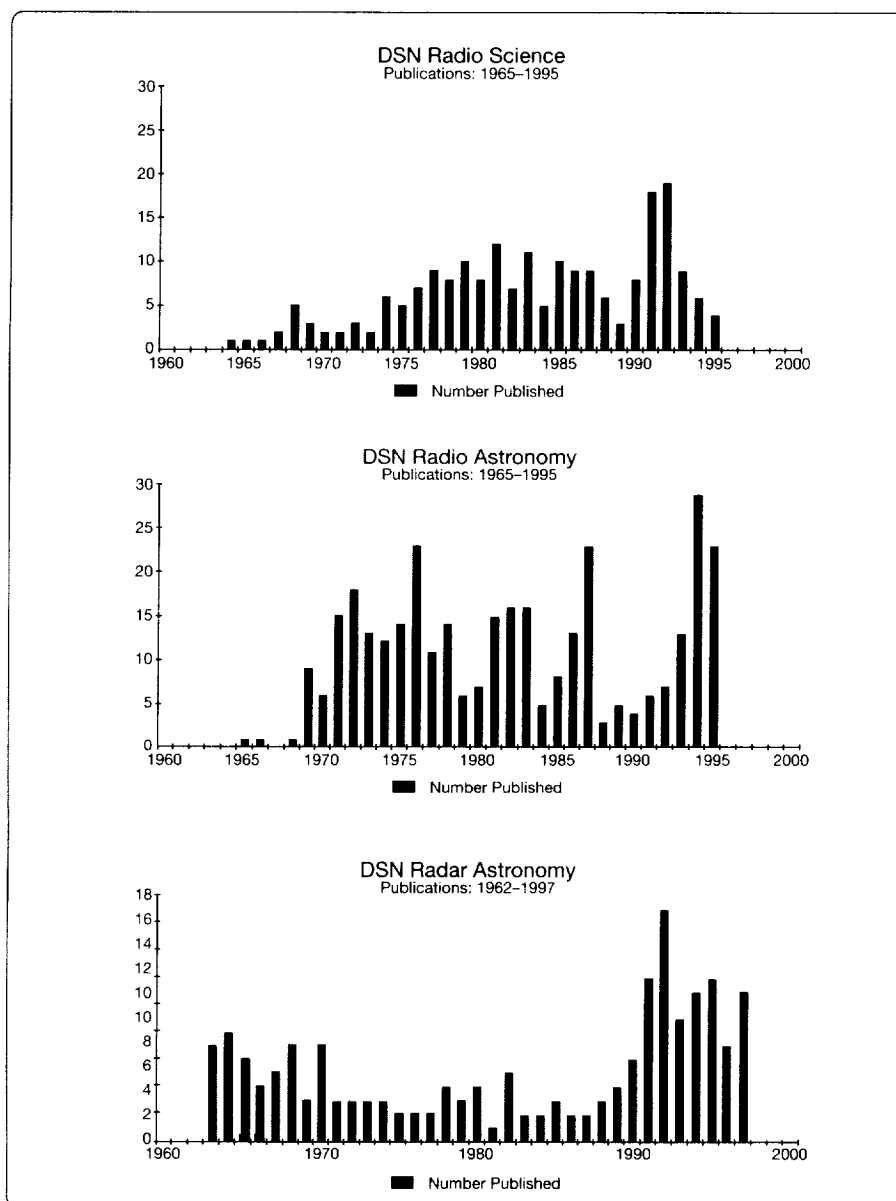 DSN Radio Science
Publications: 1965–1995
30
25
20
15
10
5
0
1960 1965 1970 1975 1980 1985 1990 1995 2000
Number Published
DSN Radio Astronomy
Publications: 1965–1995
30
25
20
15
10
5
0
1960 1965 1970 1975 1980 1985 1990 1995 2000
Number Published
DSN Radar Astronomy
Publications: 1962–1997
18
16
14
12
10
10
8
6
4
2
0
1960 1970 1980 1990 2000
Number Published